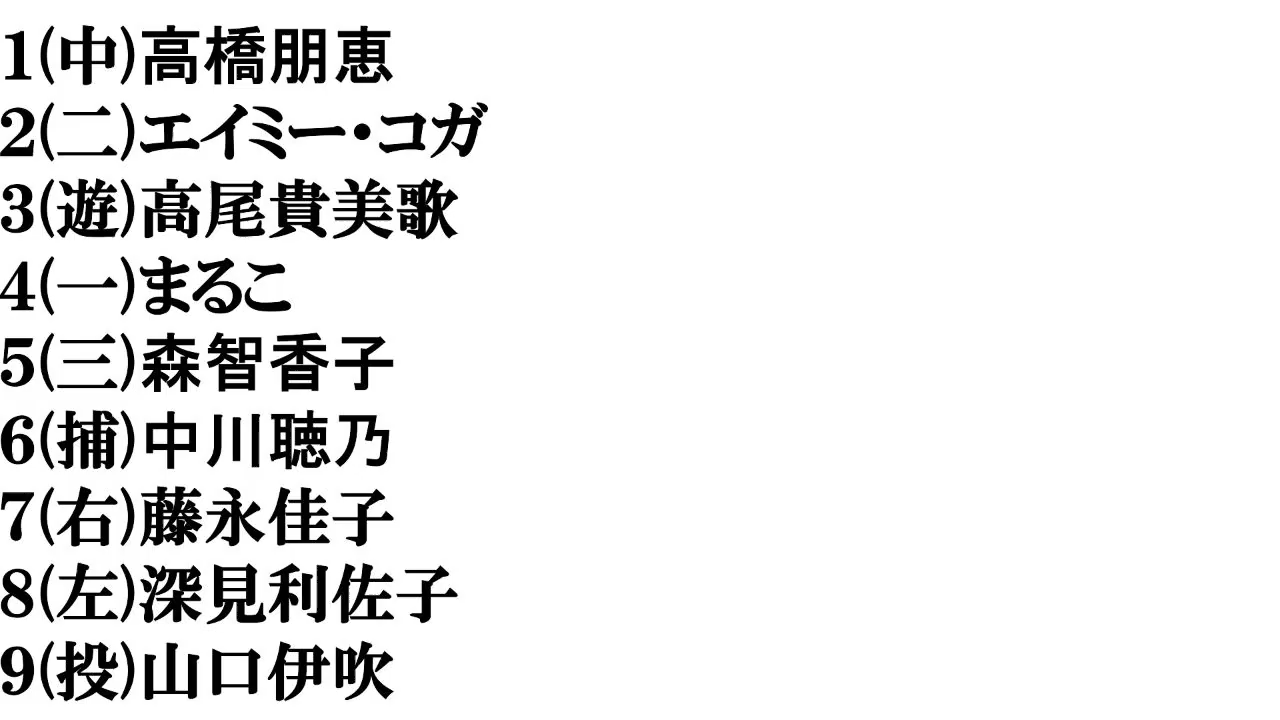 1(中)高橋朋恵
2(二)エイミー・コガ
3(遊)高尾貴美歌
4(一)まるこ
5(三)森智香子
6(捕)中川聴乃
7(右)藤永佳子
8(左)深見利佐子
9(投)山口伊吹